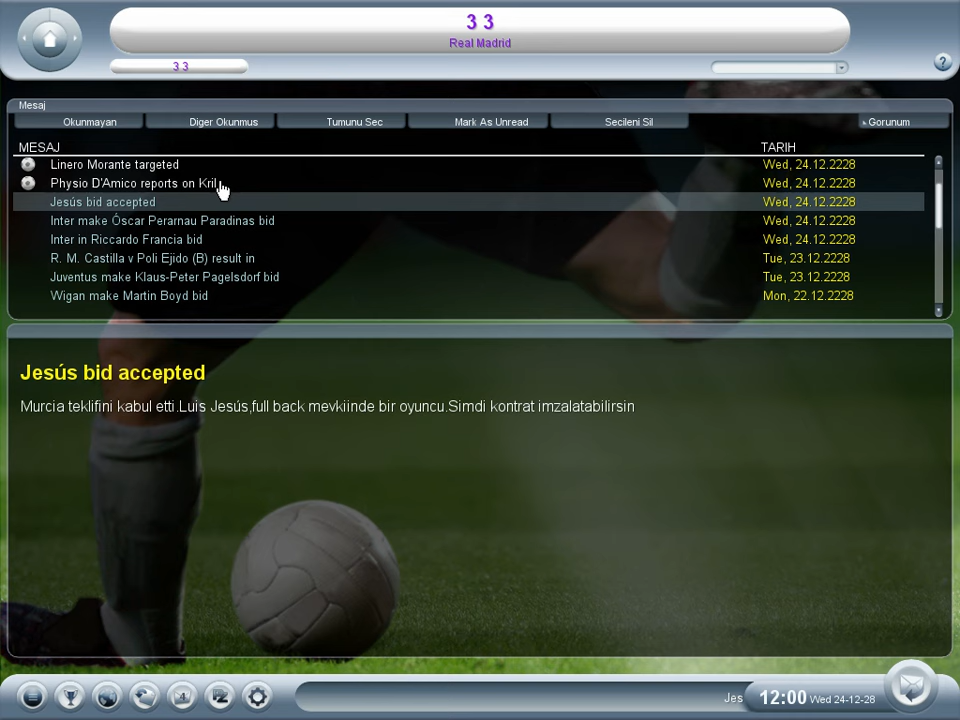 3 3
Real Madrid
3 3
?
Mesaj
Okunmayan Diger Okunmus Tumunu Sec Mark As Unread Secileni Sil Gorunum
MESAJ TARIH
Linero Morante targeted Wed, 24.12.2228
Physio D'Amico reports on Kril Wed, 24.12.2228
Jesús bid accepted Wed, 24.12.2228
Inter make Óscar Perarnau Paradinas bid Wed, 24.12.2228
Inter in Riccardo Francia bid Wed, 24.12.2228
R. M. Castilla v Poli Ejido (B) result in Tue, 23.12.2228
Juventus make Klaus-Peter Pagelsdorf bid Tue, 23.12.2228
Wigan make Martin Boyd bid Mon, 22.12.2228
Jesús bid accepted
Murcia teklifini kabul etti.Luis Jesús,full back mevkiinde bir oyuncu.Simdi kontrat imzalatabilirsin
Jes 12:00 Wed 24-12-28